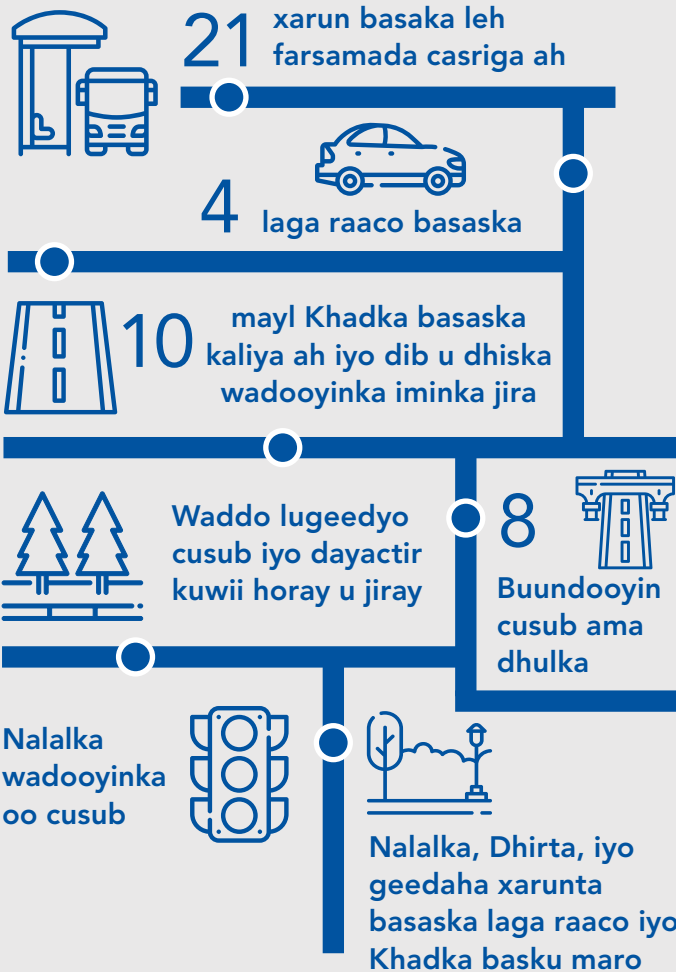 21
xarun basaka leh
farsamada casriga ah
4
laga raaco basaska
10
mayl Khadka basaska
kaliya ah iyo dib u dhiska
wadooyinka iminka jira
Waddo lugeedyo
cusub iyo dayactir
kuwii horay u jiray
8
Buundooyin
cusub ama
dhulka
Nalalka
wadooyinka
oo cusub
Nalalka, Dhirta, iyo
geedaha xarunta
basaska laga raaco iyo
Khadka basku maro